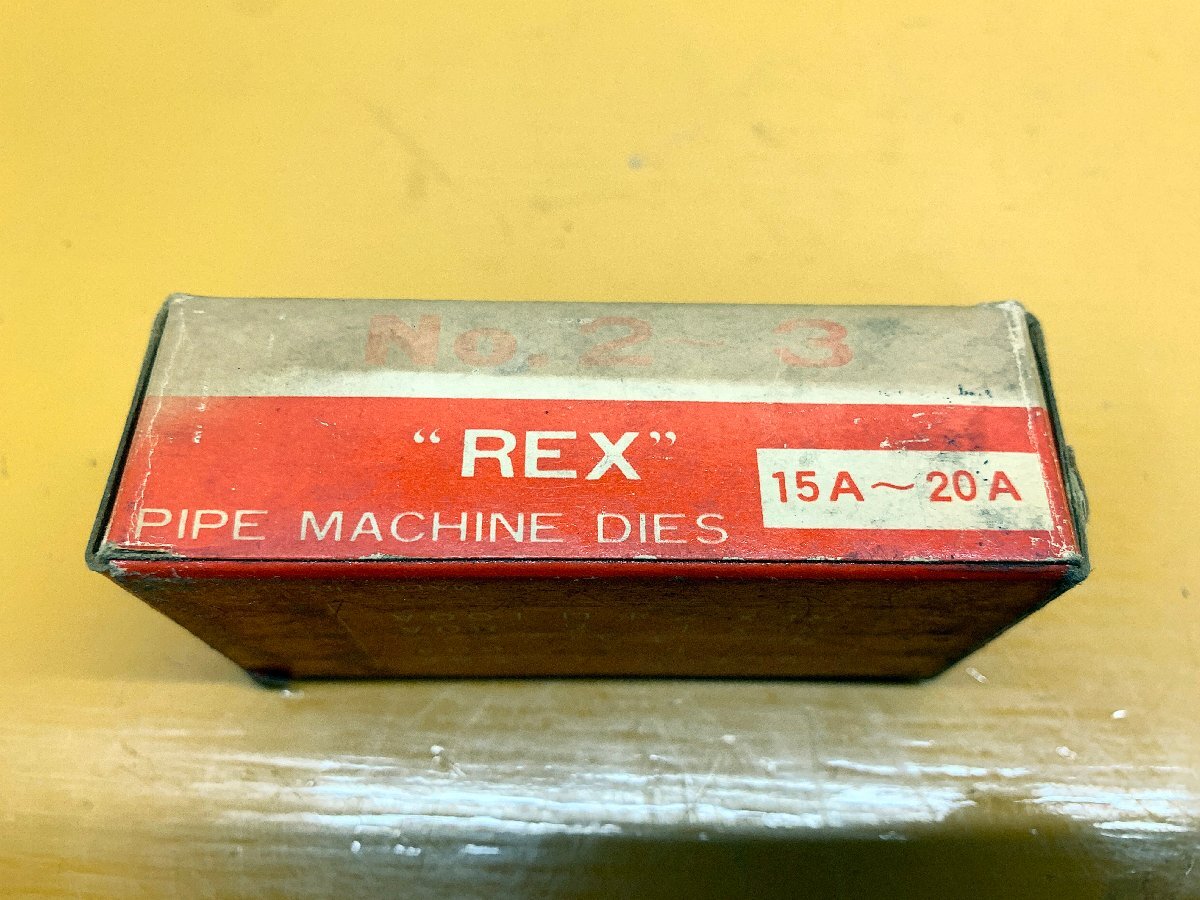 No. 2~3
"REX"
15A~20A
PIPE MACHINE DIES